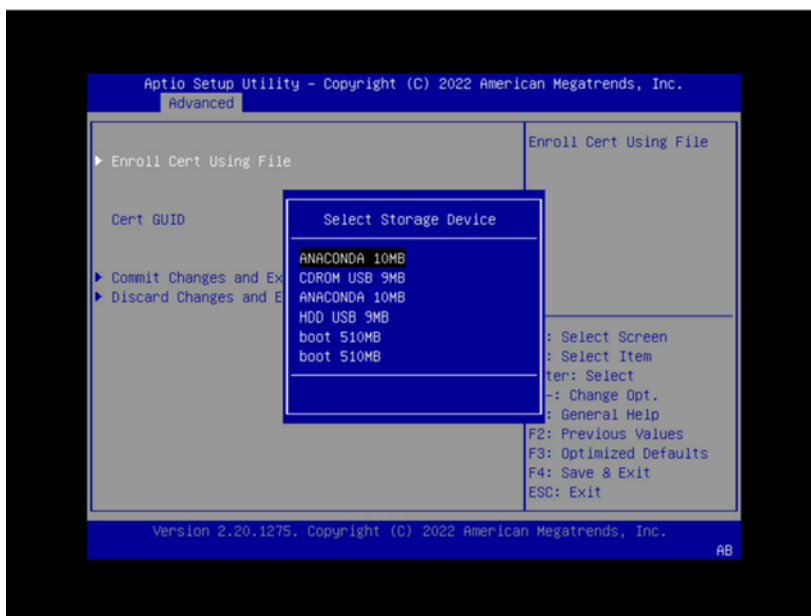 Aptio Setup Utility – Copyright (C) 2022 American Megatrends, Inc.
Advanced
Enroll Cert Using File
Cert GUID
Commit Changes and Ex
Discard Changes and E
Select Storage Device
ANACONDA 10MB
CDROM USB 9MB
ANACONDA 10MB
HDD USB 9MB
boot 510MB
boot 510MB
Enroll Cert Using File
: Select Screen
: Select Item
ter: Select
–: Change Opt.
: General Help
F2: Previous Values
F3: Optimized Defaults
F4: Save & Exit
ESC: Exit
Version 2.20.1275. Copyright (C) 2022 American Megatrends, Inc.
AB